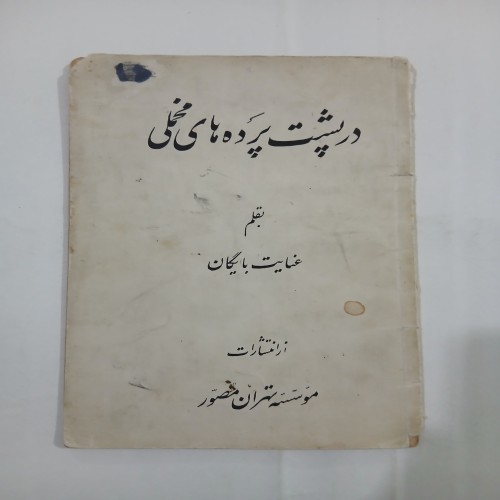 در پشت پرده های مخملی
بقلم
عنایت بایگان
از انتشارات
موسسه تهران مصور